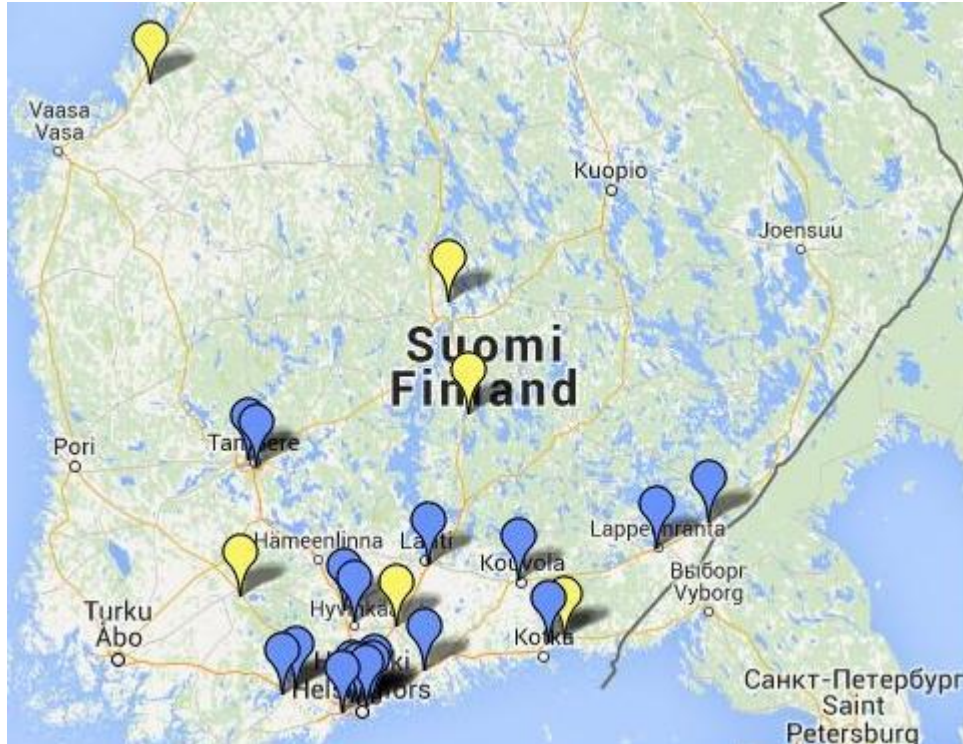 Vaasa
Vasa
Kuopio
Joensuu
Suomi
Finland
Pori
Hämeenlinna
Lappeenranta
Kouvola
Выборг
Vyborg
Turku
Åbo
Kotka
Санкт-Петербург
Saint
Petersburg